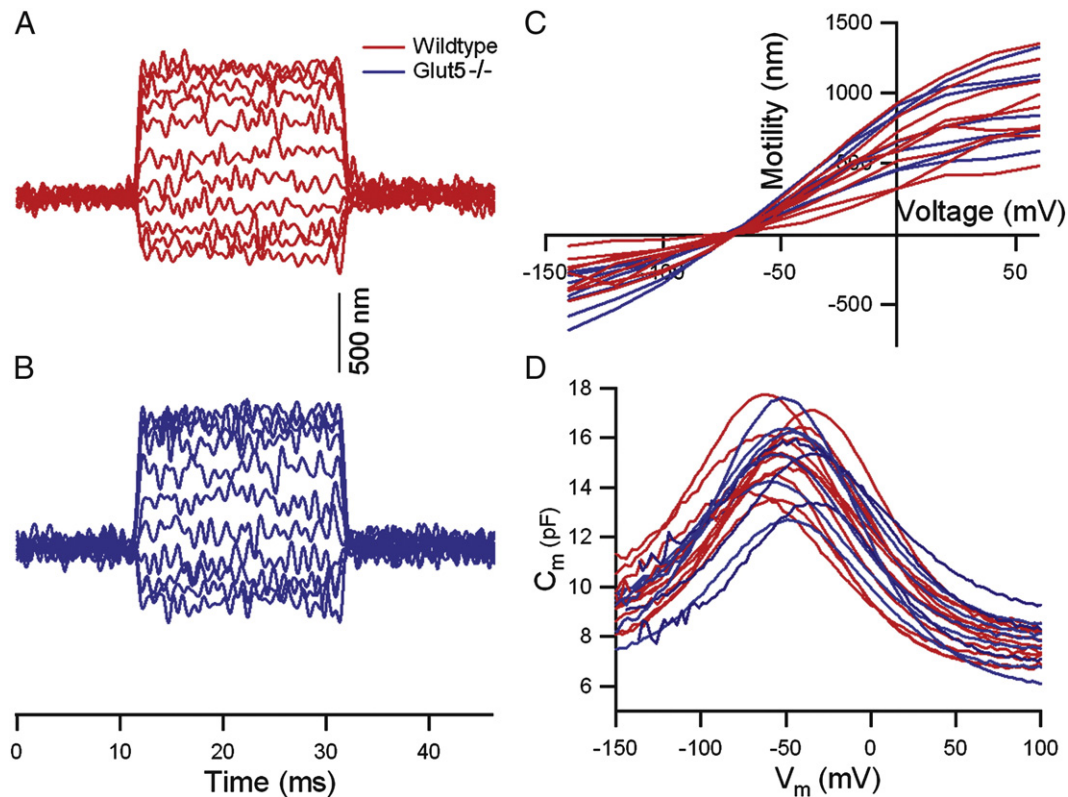 A
Wildtype
Glut5 -/-
500 nm
B
0 10 20 30 40
Time (ms)
C
1500
1000
500
-500
Motility (nm)
Voltage (mV)
-150 -100 -50 50
D
18
16
14
12
10
8
6
Cm (pF)
-150 -100 -50 0 50 100
Vm (mV)